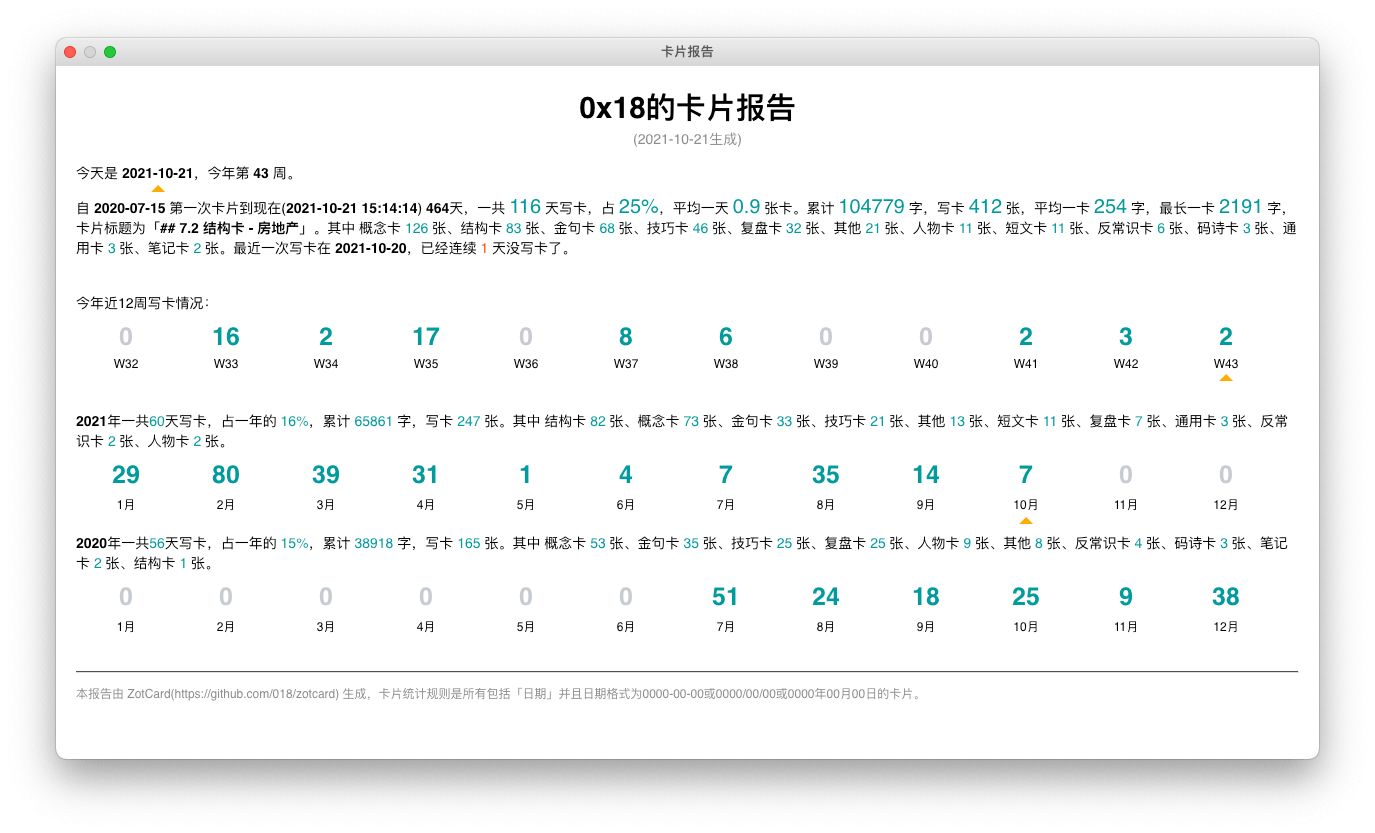 卡片报告
0x18的卡片报告
(2021-10-21生成)
今天是 2021-10-21，今年第 43 周。
自 2020-07-15 第一次卡片到现在(2021-10-21 15:14:14) 464天，一共 116 天写卡，占 25%，平均一天 0.9 张卡。累计 104779 字，写卡 412 张，平均一卡 254 字，最长一卡 2191 字，
卡片标题为「## 7.2 结构卡 - 房地产」。其中 概念卡 126 张、结构卡 83 张、金句卡 68 张、技巧卡 46 张、复盘卡 32 张、其他 21 张、人物卡 11 张、短文卡 11 张、反常识卡 6 张、码诗卡 3 张、通
用卡 3 张、笔记卡 2 张。最近一次写卡在 2021-10-20，已经连续 1 天没写卡了。
今年近12周写卡情况：
0 16 2 17 0 8 6 0 0 2 3 2
W32 W33 W34 W35 W36 W37 W38 W39 W40 W41 W42 W43
2021年一共60天写卡，占一年的 16%，累计 65861 字，写卡 247 张。其中 结构卡 82 张、概念卡 73 张、金句卡 33 张、技巧卡 21 张、其他 13 张、短文卡 11 张、复盘卡 7 张、通用卡 3 张、反常
识卡 2 张、人物卡 2 张。
29 80 39 31 1 4 7 35 14 7 0 0
1月 2月 3月 4月 5月 6月 7月 8月 9月 10月 11月 12月
2020年一共56天写卡，占一年的 15%，累计 38918 字，写卡 165 张。其中 概念卡 53 张、金句卡 35 张、技巧卡 25 张、复盘卡 25 张、人物卡 9 张、其他 8 张、反常识卡 4 张、码诗卡 3 张、笔记
卡 2 张、结构卡 1 张。
0 0 0 0 0 0 51 24 18 25 9 38
1月 2月 3月 4月 5月 6月 7月 8月 9月 10月 11月 12月
本报告由 ZotCard(https://github.com/018/zotcard) 生成，卡片统计规则是所有包括「日期」并且日期格式为0000-00-00或0000/00/00或0000年00月00日的卡片。